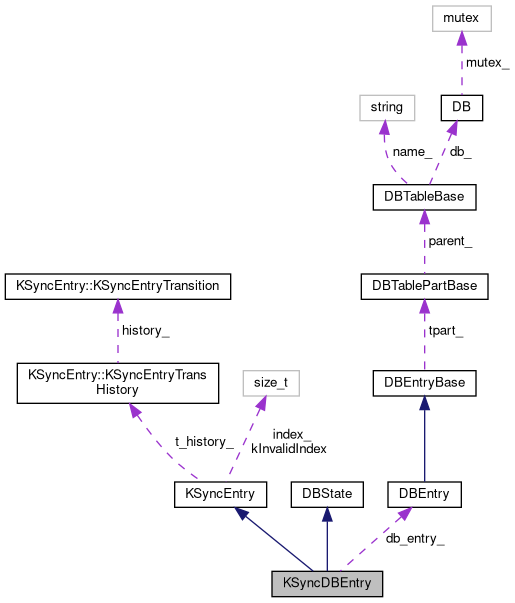 mutex
mutex_
string
DB
name_
db_
DBTableBase
parent_
KSyncEntry::KSyncEntryTransition
DBTablePartBase
history_
tpart_
KSyncEntry::KSyncEntryTrans
History
size_t
DBEntryBase
t_history_
index_
kInvalidIndex
KSyncEntry
DBState
DBEntry
db_entry_
KSyncDBEntry